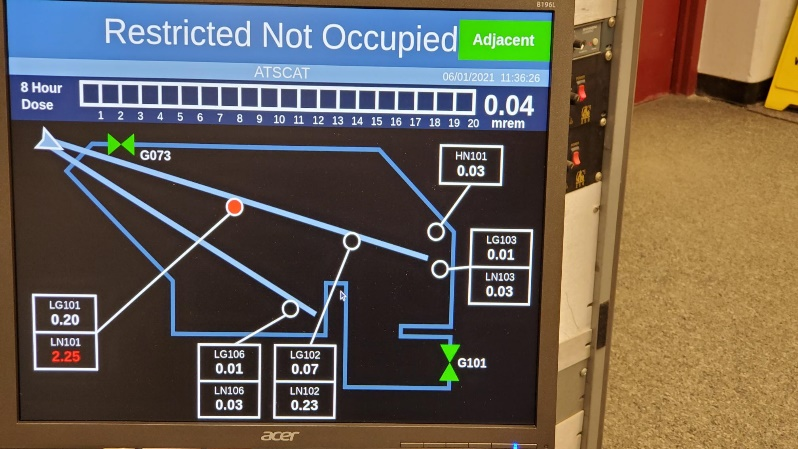 B196L
Restricted Not Occupied
Adjacent
ATSCAT
06/01/2021 11:36:26
8 Hour
Dose
0.04
1 2 3 4 5 6 7 8 9 10 11 12 13 14 15 16 17 18 19 20
mrem
G073
HN101
0.03
LG103
0.01
LN103
0.03
LG101
0.20
LN101
2.25
LG106
0.01
LN106
0.03
LG102
0.07
LN102
0.23
G101
acer